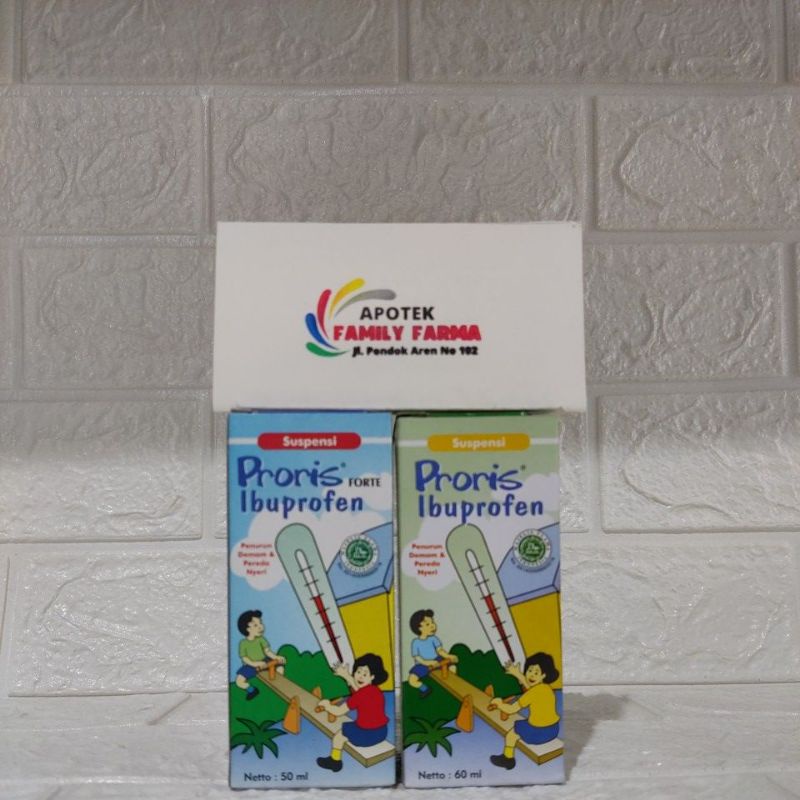 APOTEK
FAMILY FARMA
Jl. Pondok Aren No 102
Suspensi
Proris® FORTE
Ibuprofen
Penurun
Demam &
Pereda
Nyeri
Netto : 50 ml
Suspensi
Proris®
Ibuprofen
Penurun
Demam &
Pereda
Nyeri
Netto : 60 ml